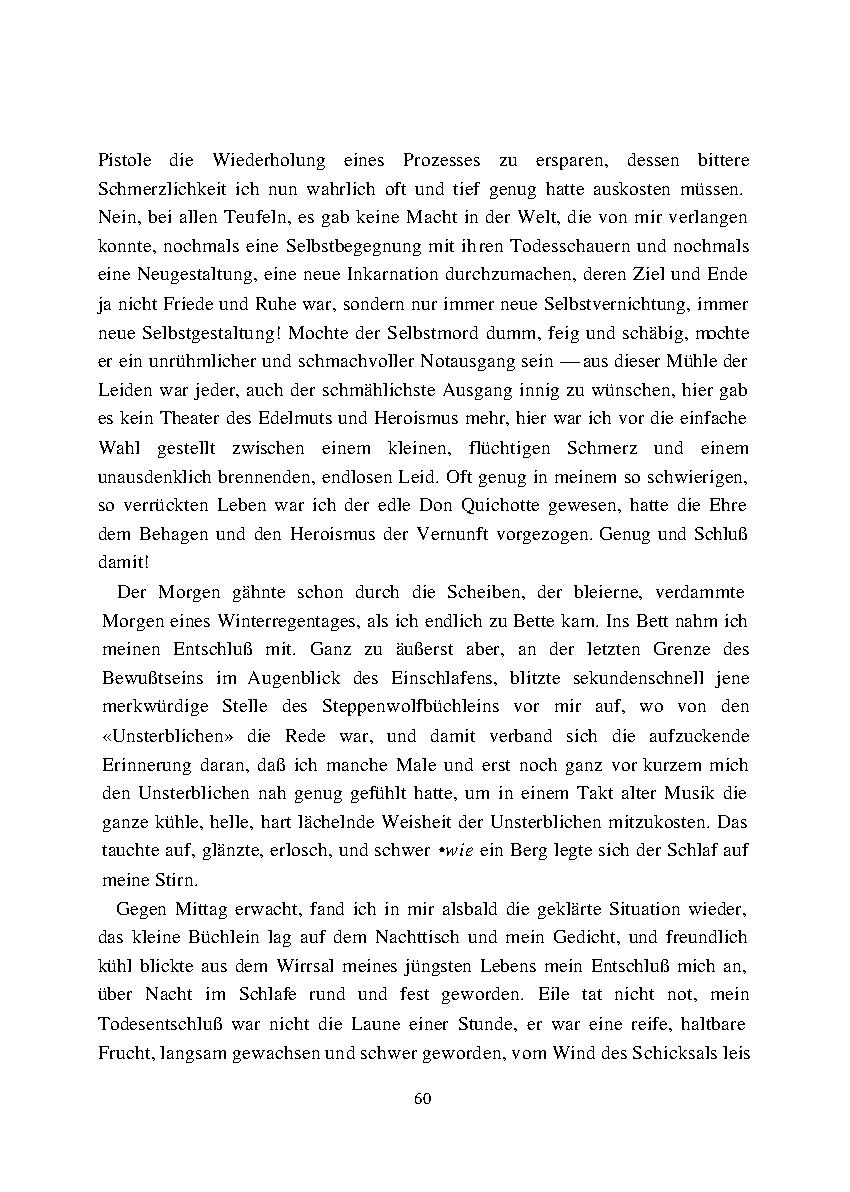 Pistole die Wiederholung eines Prozesses zu ersparen, dessen bittere
Schmerzlichkeit ich nun wahrlich oft und tief genug hatte auskosten müssen.
Nein, bei allen Teufeln, es gab keine Macht in der Welt, die von mir verlangen
konnte, nochmals eine Selbstbegegnung mit ihren Todesschauern und nochmals
eine Neugestaltung, eine neue Inkarnation durchzumachen, deren Ziel und Ende
ja nicht Friede und Ruhe war, sondern nur immer neue Selbstvernichtung, immer
neue Selbstgestaltung! Mochte der Selbstmord dumm, feig und schäbig, mochte
er ein unrühmlicher und schmachvoller Notausgang sein — aus dieser Mühle der
Leiden war jeder, auch der schmählichste Ausgang innig zu wünschen, hier gab
es kein Theater des Edelmuts und Heroismus mehr, hier war ich vor die einfache
Wahl gestellt zwischen einem kleinen, flüchtigen Schmerz und einem
unausdenklich brennenden, endlosen Leid. Oft genug in meinem so schwierigen,
so verrückten Leben war ich der edle Don Quichotte gewesen, hatte die Ehre
dem Behagen und den Heroismus der Vernunft vorgezogen. Genug und Schluß
damit!
Der Morgen gähnte schon durch die Scheiben, der bleierne, verdammte
Morgen eines Winterregentages, als ich endlich zu Bette kam. Ins Bett nahm ich
meinen Entschluß mit. Ganz zu äußerst aber, an der letzten Grenze des
Bewußtseins im Augenblick des Einschlafens, blitzte sekundenschnell jene
merkwürdige Stelle des Steppenwolfbüchleins vor mir auf, wo von den
«Unsterblichen» die Rede war, und damit verband sich die aufzuckende
Erinnerung daran, daß ich manche Male und erst noch ganz vor kurzem mich
den Unsterblichen nah genug gefühlt hatte, um in einem Takt alter Musik die
ganze kühle, helle, hart lächelnde Weisheit der Unsterblichen mitzukosten. Das
tauchte auf, glänzte, erlosch, und schwer •wie ein Berg legte sich der Schlaf auf
meine Stirn.
Gegen Mittag erwacht, fand ich in mir alsbald die geklärte Situation wieder,
das kleine Büchlein lag auf dem Nachttisch und mein Gedicht, und freundlich
kühl blickte aus dem Wirrsal meines jüngsten Lebens mein Entschluß mich an,
über Nacht im Schlafe rund und fest geworden. Eile tat nicht not, mein
Todesentschluß war nicht die Laune einer Stunde, er war eine reife, haltbare
Frucht, langsam gewachsen und schwer geworden, vom Wind des Schicksals leis
60